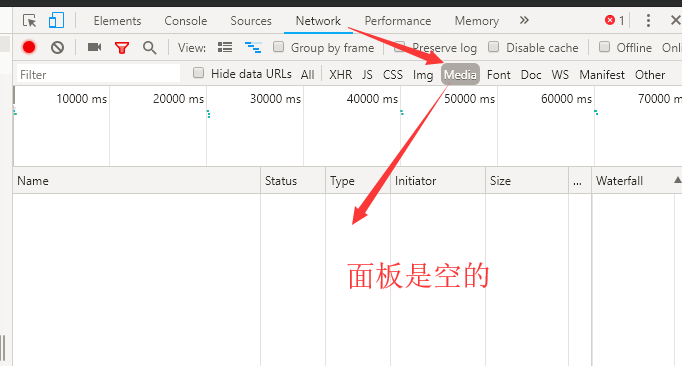 Elements Console Sources Network Performance Memory » 1
View: Group by frame Preserve log Disable cache Offline Onli
Filter Hide data URLs All XHR JS CSS Img Media Font Doc WS Manifest Other
10000 ms 20000 ms 30000 ms 40000 ms 50000 ms 60000 ms 70000 ms
Name Status Type Initiator Size ... Waterfall
面板是空的